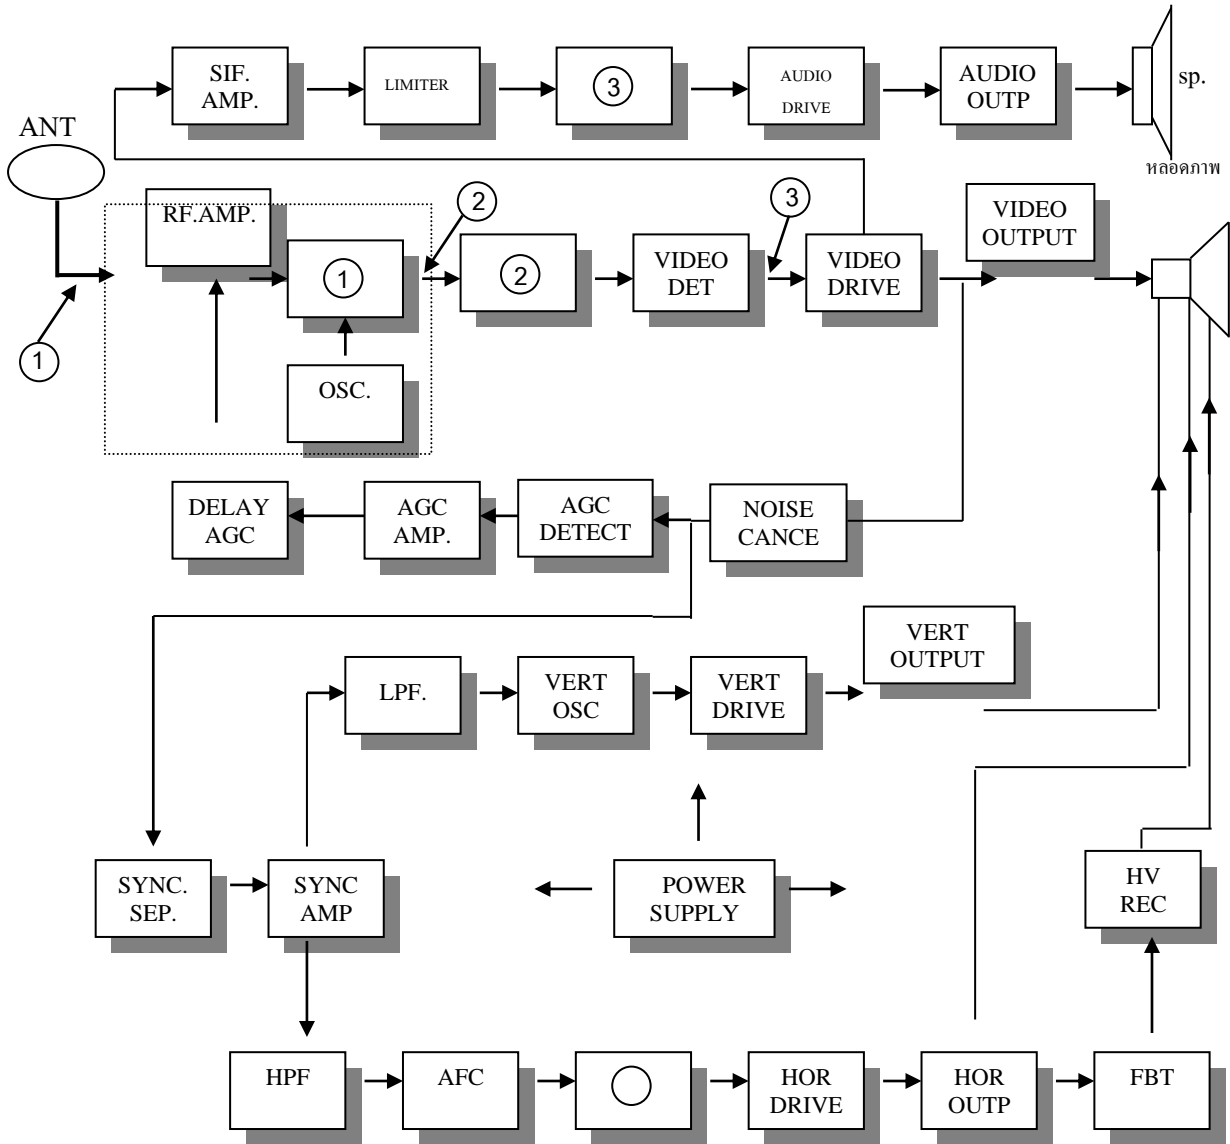 SIF.
AMP.
LIMITER
3
AUDIO
DRIVE
AUDIO
OUTP
sp.
ANT
หลอดภาพ
RF.AMP.
1
2
2
VIDEO
DET
3
VIDEO
DRIVE
VIDEO
OUTPUT
1
OSC.
DELAY
AGC
AGC
AMP.
AGC
DETECT
NOISE
CANCE
LPF.
VERT
OSC
VERT
DRIVE
VERT
OUTPUT
SYNC.
SEP.
SYNC
AMP
POWER
SUPPLY
HV
REC
HPF
AFC
HOR
DRIVE
HOR
OUTP
FBT